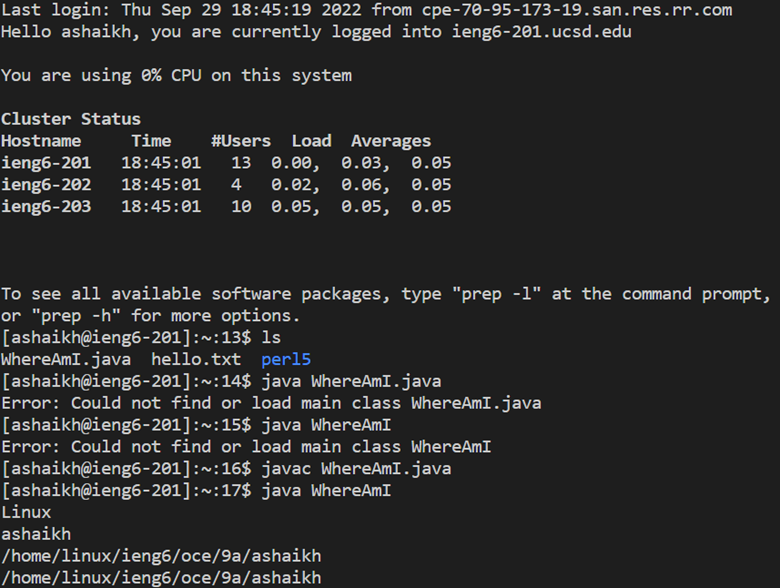 Last login: Thu Sep 29 18:45:19 2022 from cpe-70-95-173-19.san.res.rr.com
Hello ashaikh, you are currently logged into ieng6-201.ucsd.edu
You are using 0% CPU on this system
Cluster Status
Hostname     Time    #Users  Load  Averages
ieng6-201   18:45:01   13  0.00,  0.03,  0.05
ieng6-202   18:45:01   4   0.02,  0.06,  0.05
ieng6-203   18:45:01   10  0.05,  0.05,  0.05
To see all available software packages, type "prep -l" at the command prompt,
or "prep -h" for more options.
[ashaikh@ieng6-201]:~:13$ ls
WhereAmI.java  hello.txt  perl5
[ashaikh@ieng6-201]:~:14$ java WhereAmI.java
Error: Could not find or load main class WhereAmI.java
[ashaikh@ieng6-201]:~:15$ java WhereAmI
Error: Could not find or load main class WhereAmI
[ashaikh@ieng6-201]:~:16$ javac WhereAmI.java
[ashaikh@ieng6-201]:~:17$ java WhereAmI
Linux
ashaikh
/home/linux/ieng6/oce/9a/ashaikh
/home/linux/ieng6/oce/9a/ashaikh